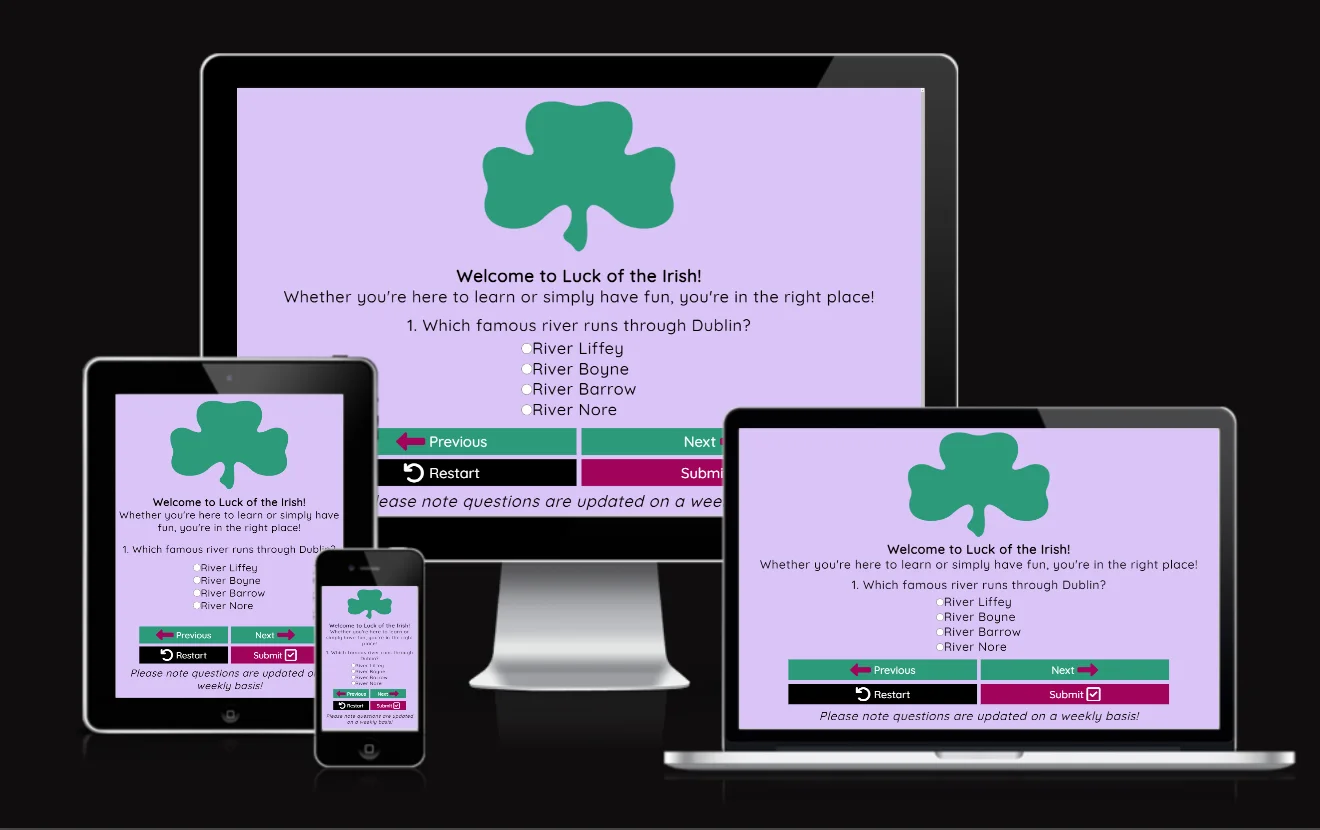 Welcome to Luck of the Irish!
Whether you're here to learn or simply have fun, you're in the right place!
1. Which famous river runs through Dublin?
River Liffey
River Boyne
River Barrow
River Nore
Previous
Next
Restart
Submi
lease note questions are updated on a wee
Welcome to Luck of the Irish!
Whether you're here to learn or simply have
fun, you're in the right place!
1. Which famous river runs through Dublin?
River Liffey
River Boyne
River Barrow
River Nore
Previous
Next
Restart
Submit
Please note questions are updated o
weekly basis!
Welcome to Luck of the Irish!
Whether you're here to learn or
simply have fun, you're in the right
place!
1. Which famous river runs through
Dublin?
River Liffey
River Boyne
River Barrow
River Nore
Previous
Next
Restart
Submit
Please note questions are updated
on a weekly basis!
Welcome to Luck of the Irish!
Whether you're here to learn or simply have fun, you're in the right place!
1. Which famous river runs through Dublin?
River Liffey
River Boyne
River Barrow
River Nore
Previous
Next
Restart
Submit
Please note questions are updated on a weekly basis!